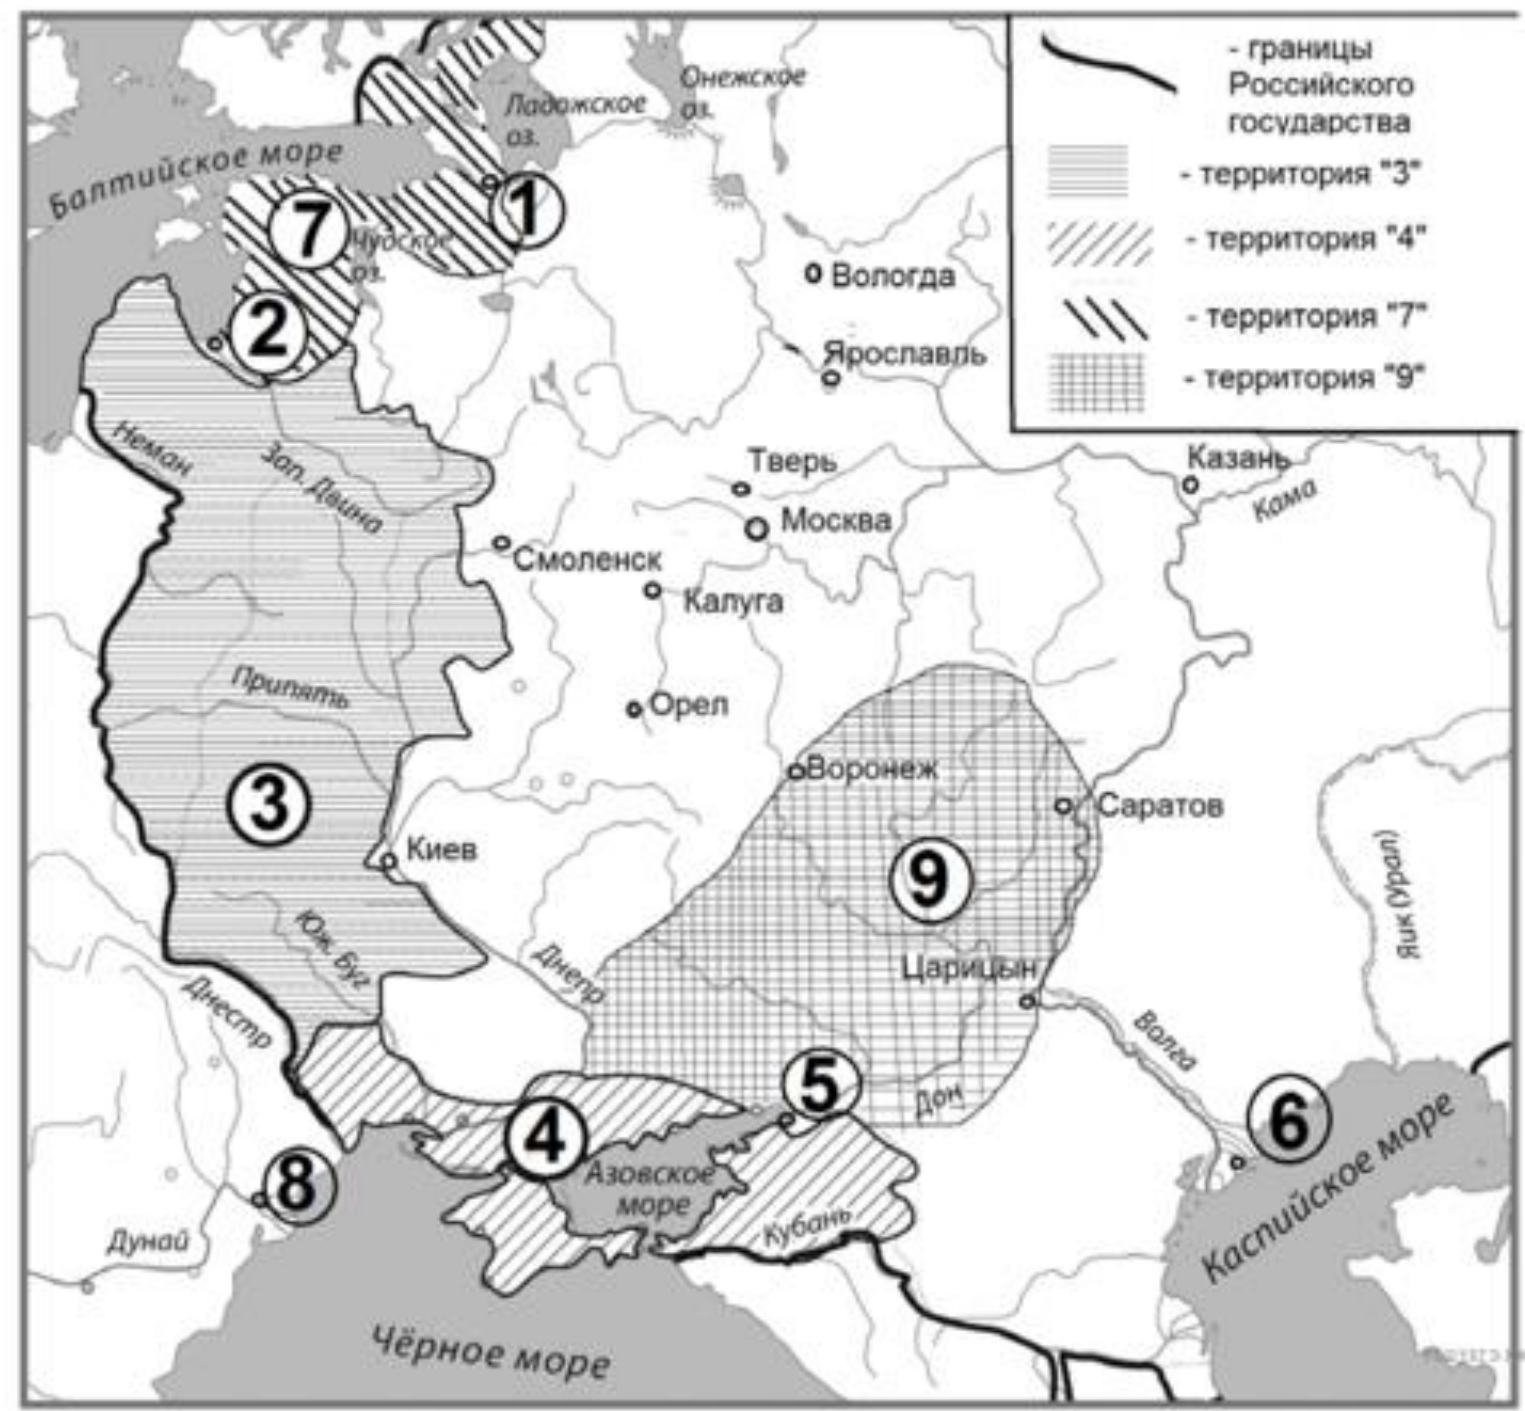 - границы
Российского
государства
- территория "3"
- территория "4"
- территория "7"
- территория "9"
Онежское
оз.
Ладожское
оз.
Балтийское море
1
7
Чудское
оз.
2
Вологда
Ярославль
Неман
Зап. Двина
Тверь
Москва
Казань
Кама
Смоленск
Калуга
Припять
Орел
3
Воронеж
Саратов
Киев
9
Яик (Урал)
Юж. Буг
Днепр
Царицын
Днестр
Волга
5
Дон
6
4
Азовское
море
8
Кубань
Дунай
Каспийское море
Чёрное море